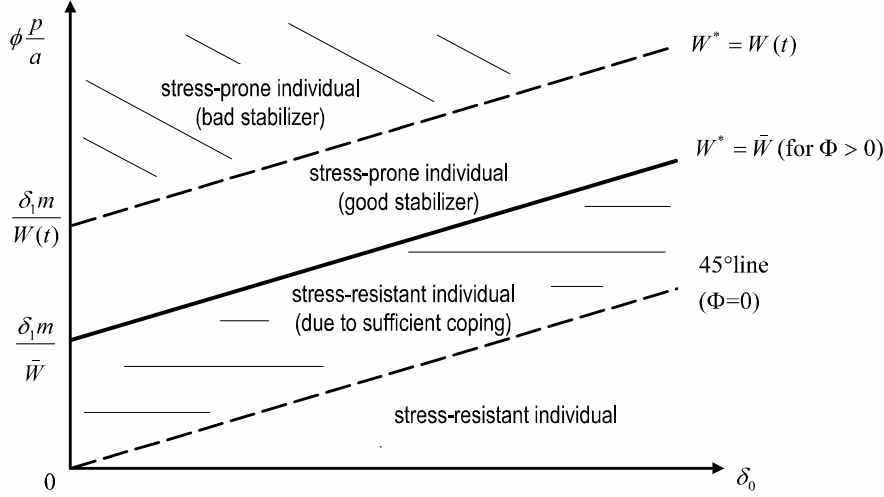 ϕ p/a
W* = W(t)
stress-prone individual
(bad stabilizer)
W* = W̄ (for Φ > 0)
stress-prone individual
(good stabilizer)
δ₁m/W(t)
45°line
(Φ=0)
stress-resistant individual
(due to sufficient coping)
δ₁m/W̄
stress-resistant individual
0
δ₀